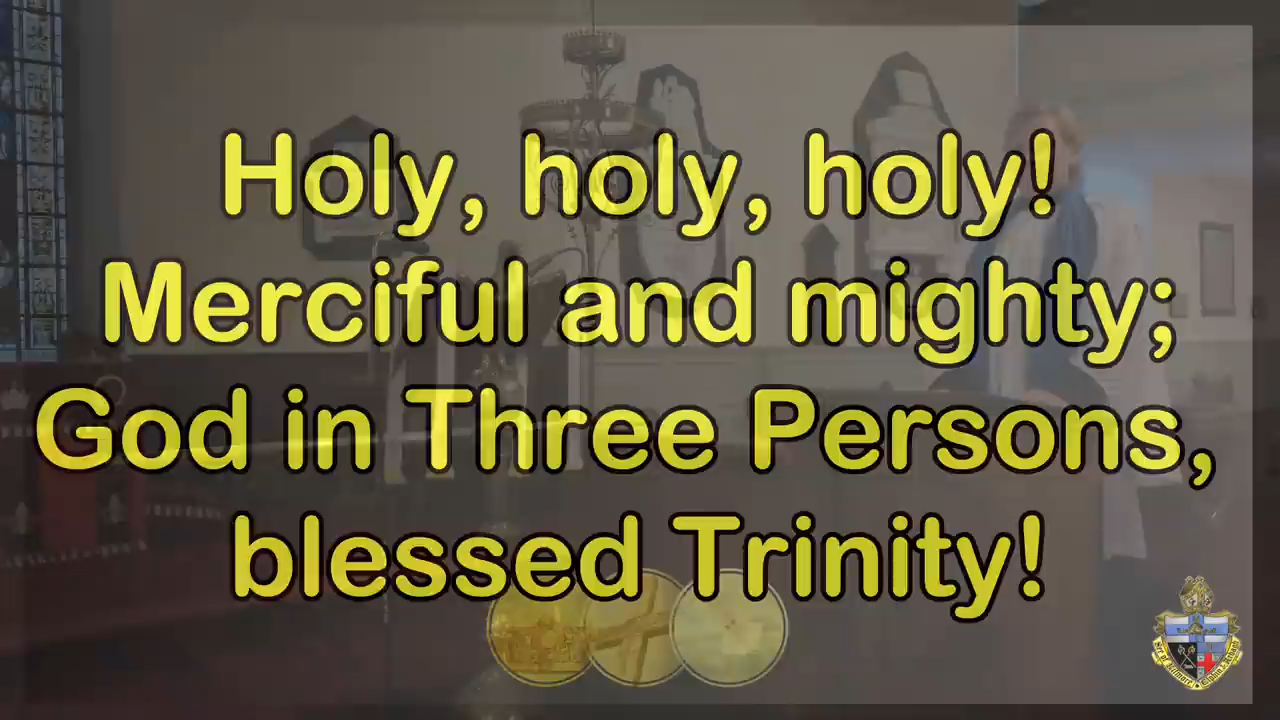 Holy, holy, holy!
Merciful and mighty;
God in Three Persons,
blessed Trinity!